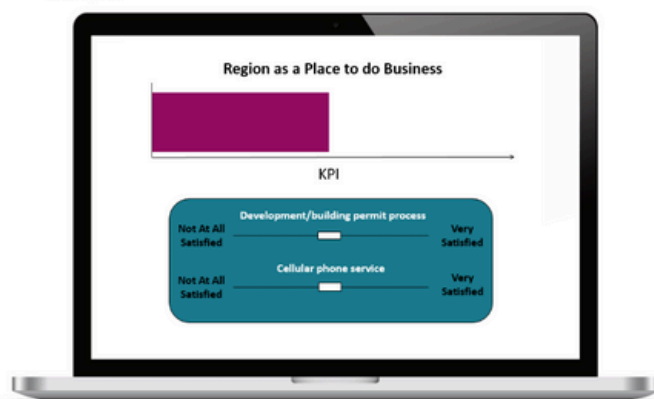 Region as a Place to do Business
KPI
Development/building permit process
Not At All
Satisfied
Very
Satisfied
Cellular phone service
Not At All
Satisfied
Very
Satisfied